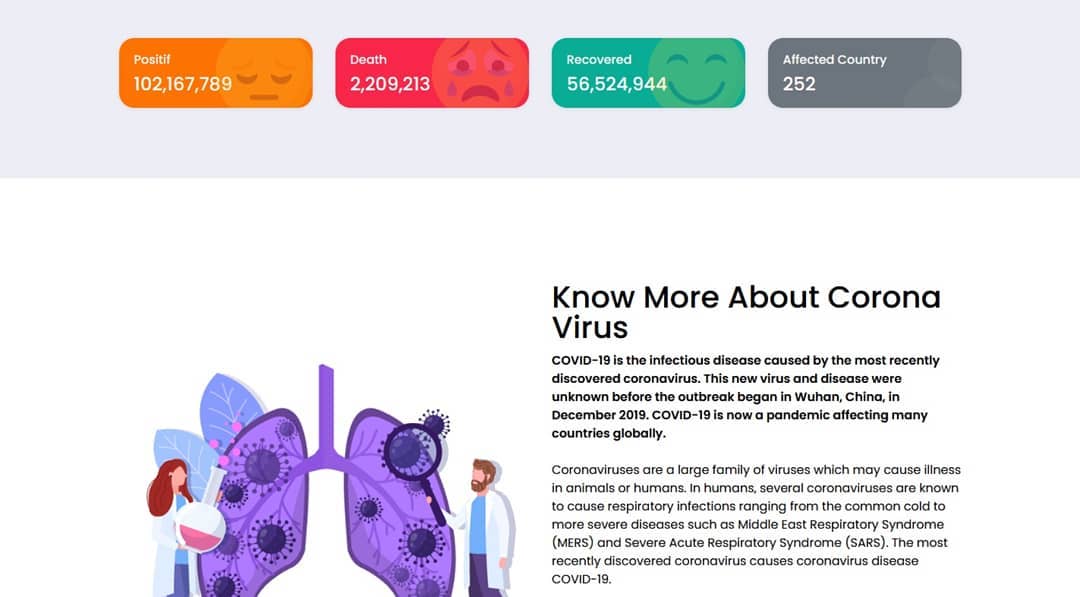 Positif
102,167,789
Death
2,209,213
Recovered
56,524,944
Affected Country
252
Know More About Corona
Virus
COVID-19 is the infectious disease caused by the most recently
discovered coronavirus. This new virus and disease were
unknown before the outbreak began in Wuhan, China, in
December 2019. COVID-19 is now a pandemic affecting many
countries globally.
Coronaviruses are a large family of viruses which may cause illness
in animals or humans. In humans, several coronaviruses are known
to cause respiratory infections ranging from the common cold to
more severe diseases such as Middle East Respiratory Syndrome
(MERS) and Severe Acute Respiratory Syndrome (SARS). The most
recently discovered coronavirus causes coronavirus disease
COVID-19.